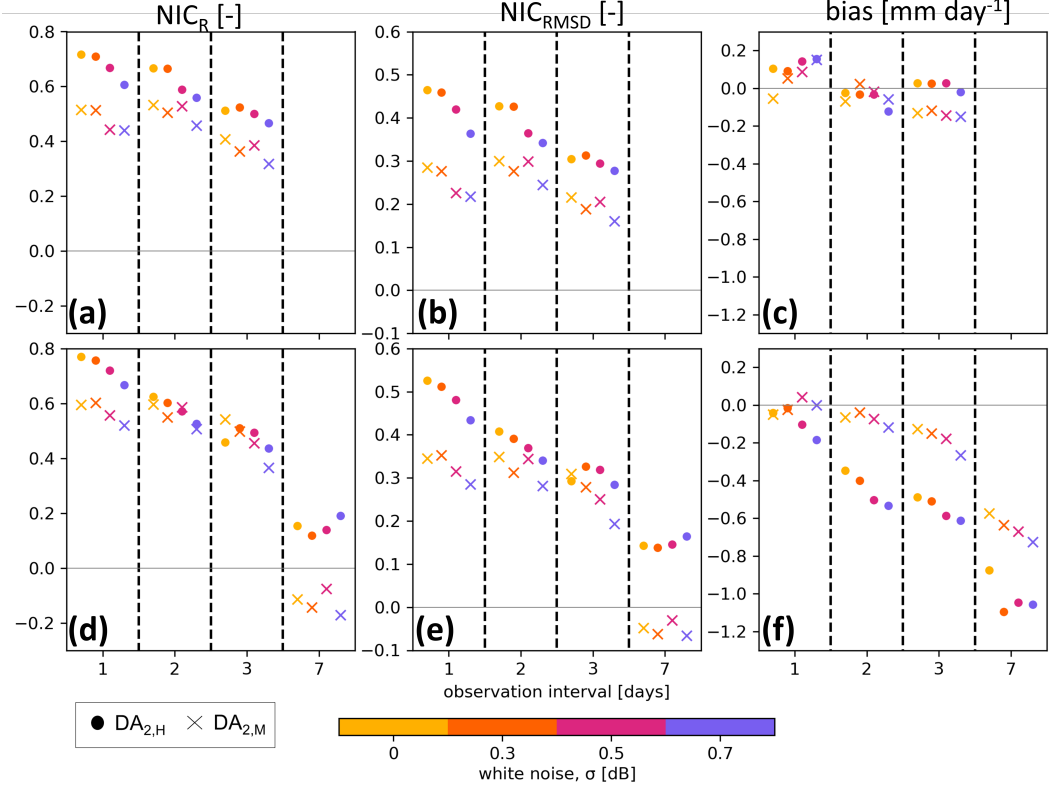 NIC_R [-] NIC_RMSD [-] bias [mm day⁻¹]
0.8 0.6 0.2
0.6 0.5 0.0
0.4 0.4 −0.2
0.2 0.3 −0.4
0.0 0.2 −0.6
−0.2 0.1 −0.8
0.0 −1.0
−0.1 −1.2
(a) (b) (c)
0.8 0.6 0.2
0.6 0.5 0.0
0.4 0.4 −0.2
0.2 0.3 −0.4
0.0 0.2 −0.6
−0.2 0.1 −0.8
0.0 −1.0
−0.1 −1.2
(d) (e) (f)
1 2 3 7 1 2 3 7 1 2 3 7
observation interval [days]
DA_2,H DA_2,M
0 0.3 0.5 0.7
white noise, σ [dB]